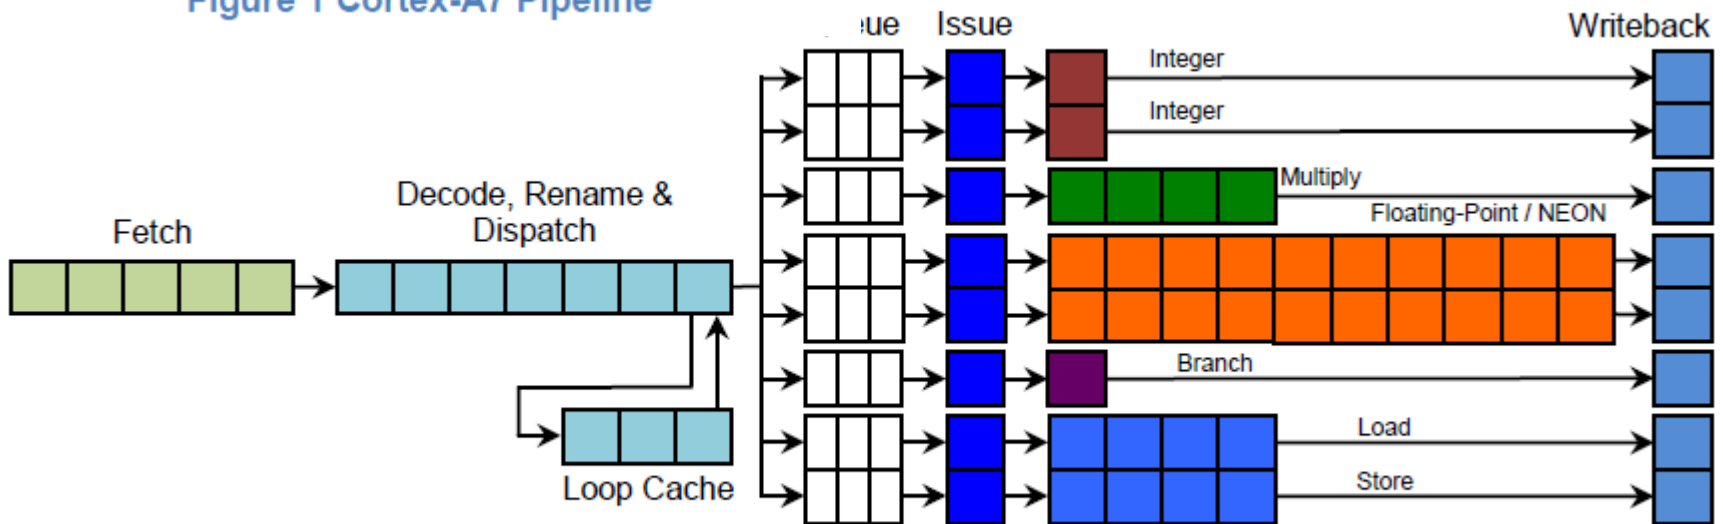 Figure 1 Cortex-A7 Pipeline
Issue
Writeback
Integer
Integer
Decode, Rename &
Dispatch
Multiply
Floating-Point / NEON
Fetch
Branch
Load
Loop Cache
Store